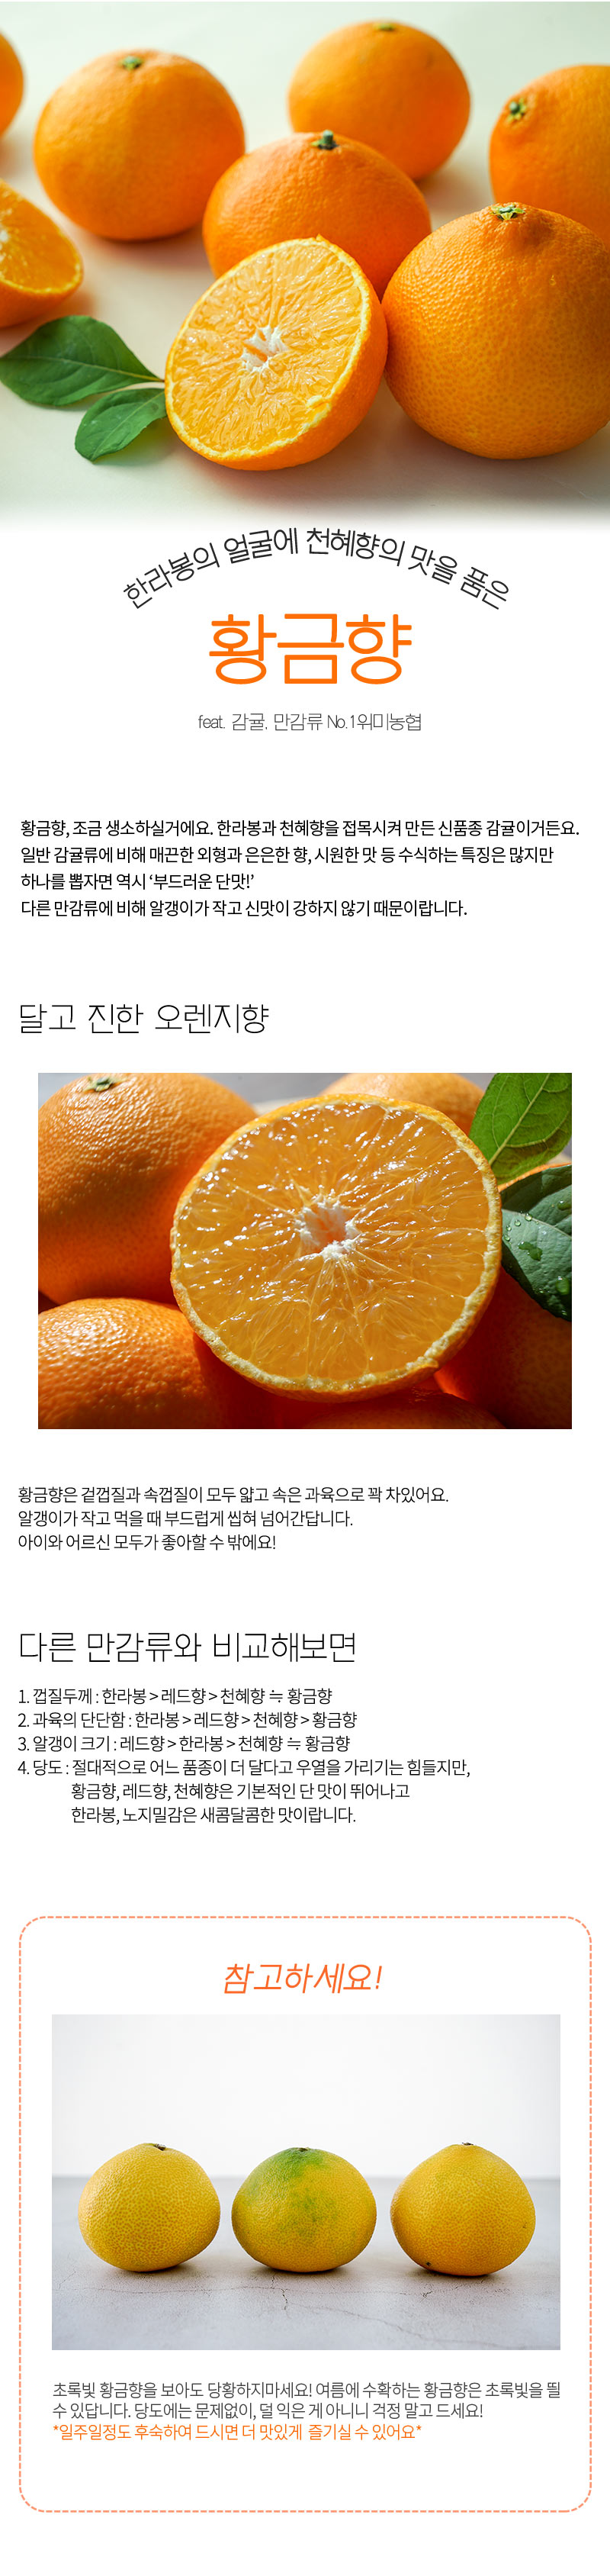 한라봉의 얼굴에 천혜향의 맛을 품은
황금향
feat. 감귤, 만감류 No.1위미농협
황금향, 조금 생소하실거에요. 한라봉과 천혜향을 접목시켜 만든 신품종 감귤이거든요.
일반 감귤류에 비해 매끈한 외형과 은은한 향, 시원한 맛 등 수식하는 특징은 많지만
하나를 뽑자면 역시 ‘부드러운 단맛!’
다른 만감류에 비해 알갱이가 작고 신맛이 강하지 않기 때문이랍니다.
달고 진한 오렌지향
황금향은 겉껍질과 속껍질이 모두 얇고 속은 과육으로 꽉 차있어요.
알갱이가 작고 먹을 때 부드럽게 씹혀 넘어간답니다.
아이와 어르신 모두가 좋아할 수 밖에요!
다른 만감류와 비교해보면
1. 껍질두께 : 한라봉 > 레드향 > 천혜향 ≒ 황금향
2. 과육의 단단함 : 한라봉 > 레드향 > 천혜향 > 황금향
3. 알갱이 크기 : 레드향 > 한라봉 > 천혜향 ≒ 황금향
4. 당도 : 절대적으로 어느 품종이 더 달다고 우열을 가리기는 힘들지만,
황금향, 레드향, 천혜향은 기본적인 단 맛이 뛰어나고
한라봉, 노지밀감은 새콤달콤한 맛이랍니다.
참고하세요!
초록빛 황금향을 보아도 당황하지마세요! 여름에 수확하는 황금향은 초록빛을 띌
수 있답니다. 당도에는 문제없이, 덜 익은 게 아니니 걱정 말고 드세요!
*일주일정도 후숙하여 드시면 더 맛있게 즐기실 수 있어요*